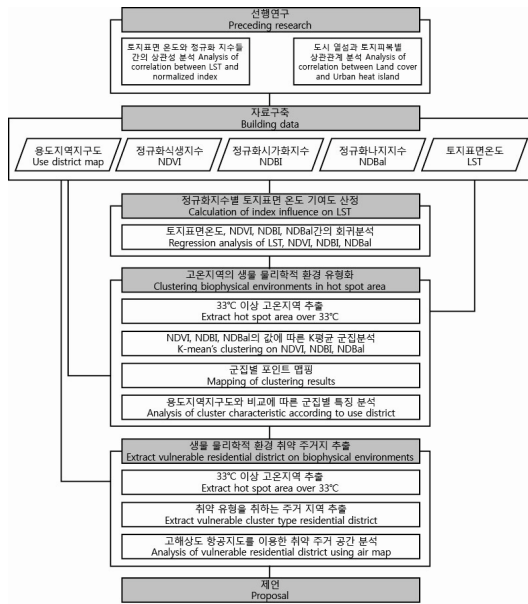 선행연구
Preceding research
토지표면 온도와 정규화 지수들
간의 상관성 분석 Analysis of
correlation between LST and
normalized index
도시 열섬과 토지피복별
상관관계 분석 Analysis of
correlation between Land cover
and Urban heat island
자료구축
Building data
용도지역지구도
Use district map
정규화식생지수
NDVI
정규화시가화지수
NDBI
정규화나지지수
NDBal
토지표면온도
LST
정규화지수별 토지표면 온도 기여도 산정
Calculation of index influence on LST
토지표면온도, NDVI, NDBI, NDBal간의 회귀분석
Regression analysis of LST, NDVI, NDBI, NDBal
고온지역의 생물 물리학적 환경 유형화
Clustering biophysical environments in hot spot area
33℃ 이상 고온지역 추출
Extract hot spot area over 33℃
NDVI, NDBI, NDBal의 값에 따른 K평균 군집분석
K-mean's clustering on NDVI, NDBI, NDBal
군집별 포인트 맵핑
Mapping of clustering results
용도지역지구도와 비교에 따른 군집별 특징 분석
Analysis of cluster characteristic according to use district
생물 물리학적 환경 취약 주거지 추출
Extract vulnerable residential district on biophysical environments
33℃ 이상 고온지역 추출
Extract hot spot area over 33℃
취약 유형을 취하는 주거 지역 추출
Extract vulnerable cluster type residential district
고해상도 항공지도를 이용한 취약 주거 공간 분석
Analysis of vulnerable residential district using air map
제언
Proposal